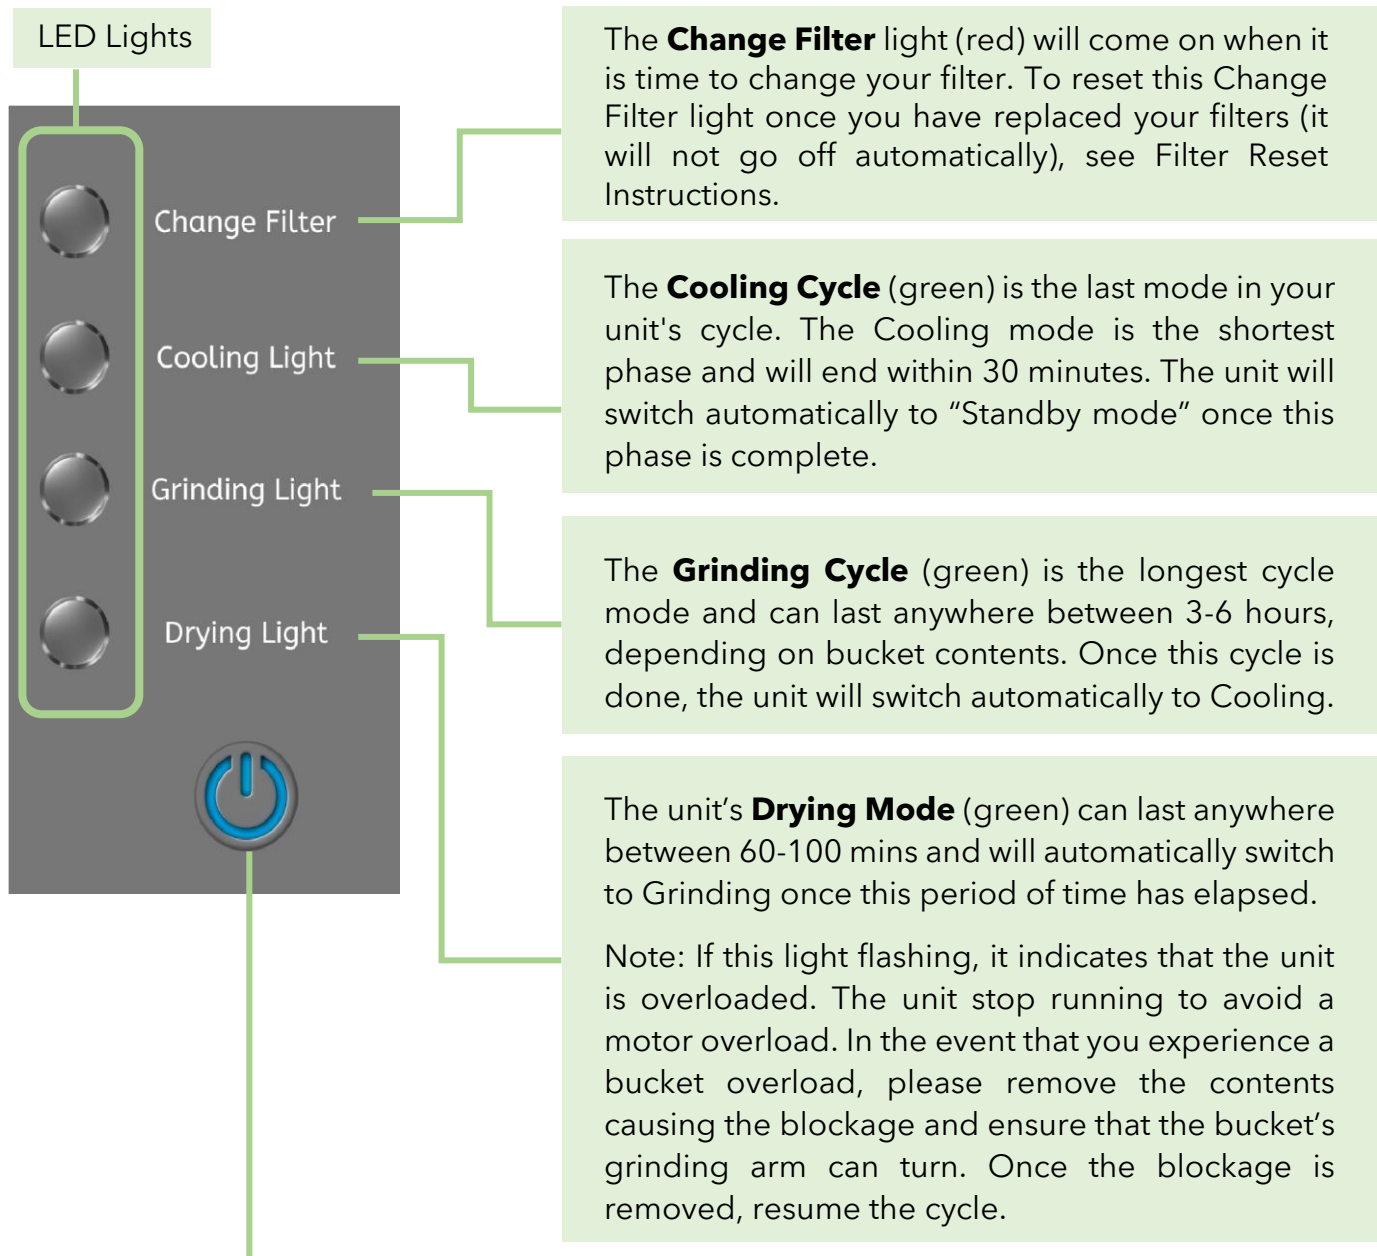 LED Lights
Change Filter
Cooling Light
Grinding Light
Drying Light
The Change Filter light (red) will come on when it
is time to change your filter. To reset this Change
Filter light once you have replaced your filters (it
will not go off automatically), see Filter Reset
Instructions.
The Cooling Cycle (green) is the last mode in your
unit's cycle. The Cooling mode is the shortest
phase and will end within 30 minutes. The unit will
switch automatically to “Standby mode” once this
phase is complete.
The Grinding Cycle (green) is the longest cycle
mode and can last anywhere between 3-6 hours,
depending on bucket contents. Once this cycle is
done, the unit will switch automatically to Cooling.
The unit’s Drying Mode (green) can last anywhere
between 60-100 mins and will automatically switch
to Grinding once this period of time has elapsed.
Note: If this light flashing, it indicates that the unit
is overloaded. The unit stop running to avoid a
motor overload. In the event that you experience a
bucket overload, please remove the contents
causing the blockage and ensure that the bucket’s
grinding arm can turn. Once the blockage is
removed, resume the cycle.